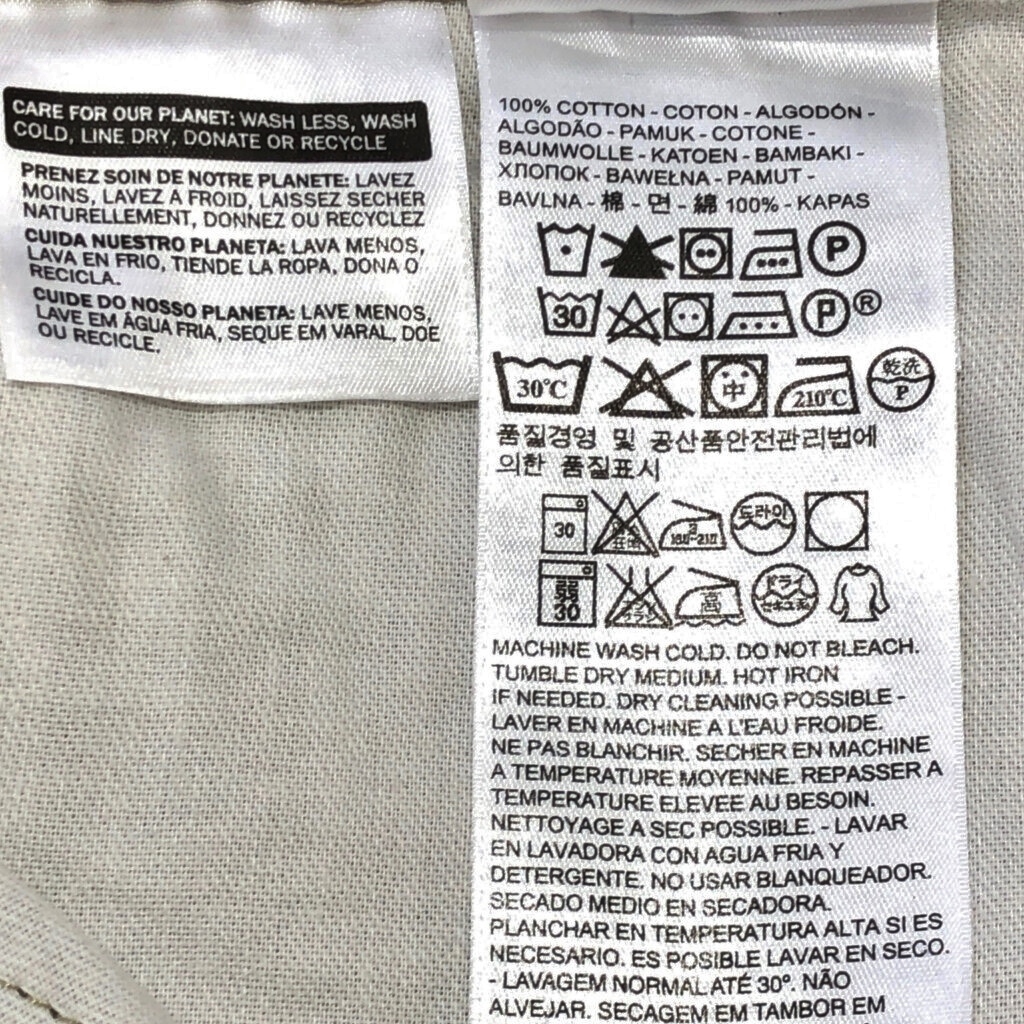 CARE FOR OUR PLANET: WASH LESS, WASH
COLD, LINE DRY, DONATE OR RECYCLE
PRENEZ SOIN DE NOTRE PLANETE: LAVEZ
MOINS, LAVEZ A FROID, LAISSEZ SECHER
NATURELLEMENT, DONNEZ OU RECYCLEZ
CUIDA NUESTRO PLANETA: LAVA MENOS,
LAVA EN FRIO, TIENDE LA ROPA, DONA O
RECICLA.
CUIDE DO NOSSO PLANETA: LAVE MENOS,
LAVE EM ÁGUA FRIA, SEQUE EM VARAL, DOE
OU RECICLE.
100% COTTON - COTON - ALGODÓN -
ALGODÃO - PAMUK - COTONE -
BAUMWOLLE - KATOEN - BAMBAKI -
ХЛОПОК - BAWEŁNA - PAMUT -
BAVLNA - 棉 - 면 - 綿 100% - KAPAS
P
30 P ®
30℃ 中 210℃ 乾洗 P
품질경영 및 공산품안전관리법에
의한 품질표시
30 드라이
弱 30 高 ドライ
MACHINE WASH COLD. DO NOT BLEACH.
TUMBLE DRY MEDIUM. HOT IRON
IF NEEDED. DRY CLEANING POSSIBLE -
LAVER EN MACHINE A L'EAU FROIDE.
NE PAS BLANCHIR. SECHER EN MACHINE
A TEMPERATURE MOYENNE. REPASSER A
TEMPERATURE ELEVEE AU BESOIN.
NETTOYAGE A SEC POSSIBLE. - LAVAR
EN LAVADORA CON AGUA FRIA Y
DETERGENTE. NO USAR BLANQUEADOR.
SECADO MEDIO EN SECADORA.
PLANCHAR EN TEMPERATURA ALTA SI ES
NECESARIO. ES POSIBLE LAVAR EN SECO.
- LAVAGEM NORMAL ATÉ 30°. NÃO
ALVEJAR. SECAGEM EM TAMBOR EM